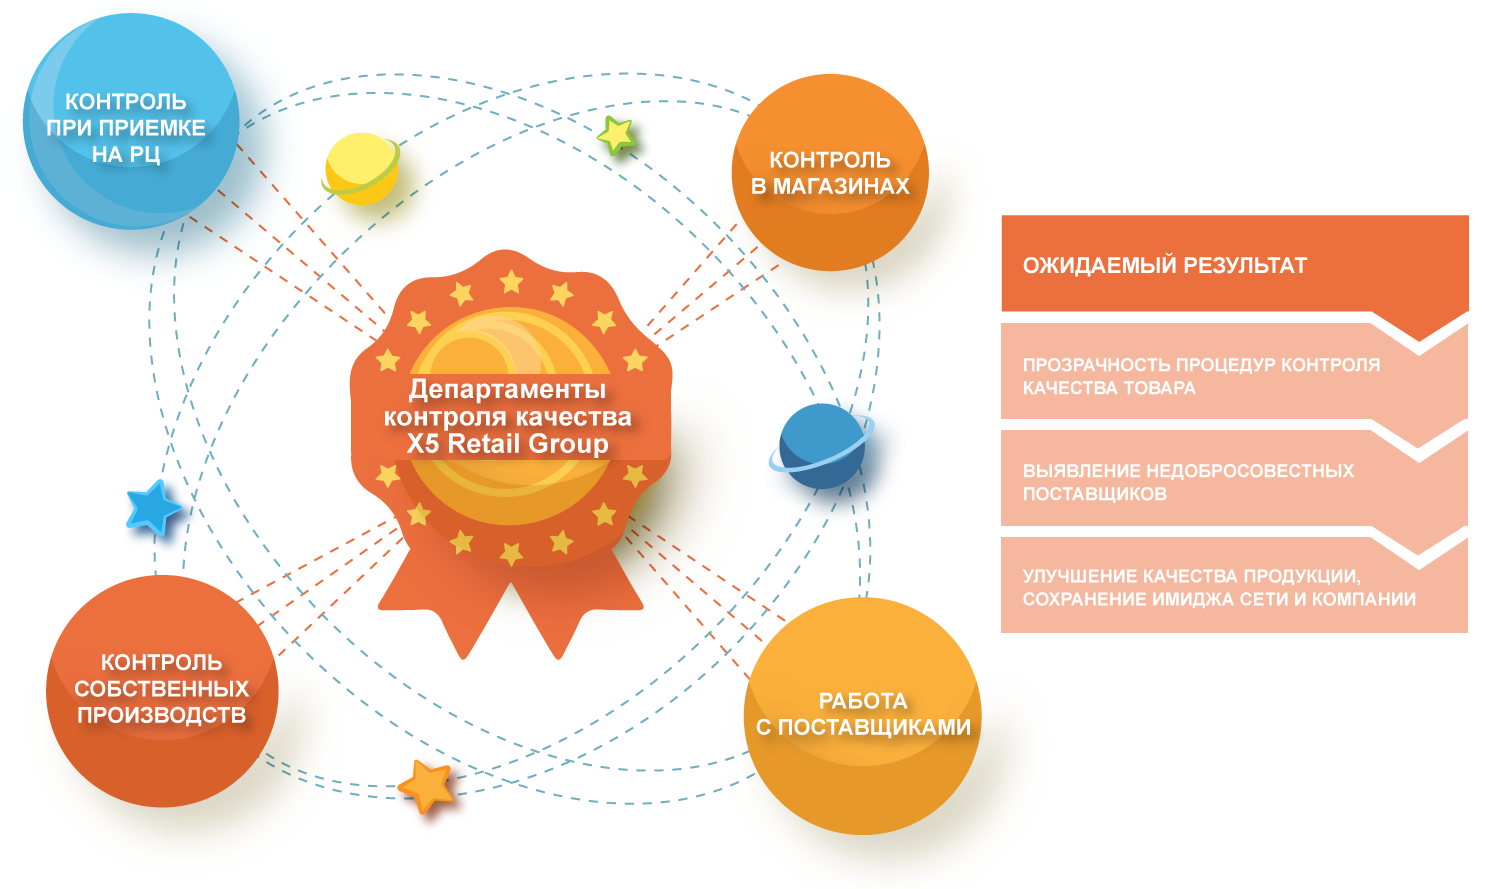 КОНТРОЛЬ
ПРИ ПРИЕМКЕ
НА РЦ
КОНТРОЛЬ
В МАГАЗИНАХ
Департаменты
контроля качества
X5 Retail Group
КОНТРОЛЬ
СОБСТВЕННЫХ
ПРОИЗВОДСТВ
РАБОТА
С ПОСТАВЩИКАМИ
ОЖИДАЕМЫЙ РЕЗУЛЬТАТ
ПРОЗРАЧНОСТЬ ПРОЦЕДУР КОНТРОЛЯ
КАЧЕСТВА ТОВАРА
ВЫЯВЛЕНИЕ НЕДОБРОСОВЕСТНЫХ
ПОСТАВЩИКОВ
УЛУЧШЕНИЕ КАЧЕСТВА ПРОДУКЦИИ,
СОХРАНЕНИЕ ИМИДЖА СЕТИ И КОМПАНИИ